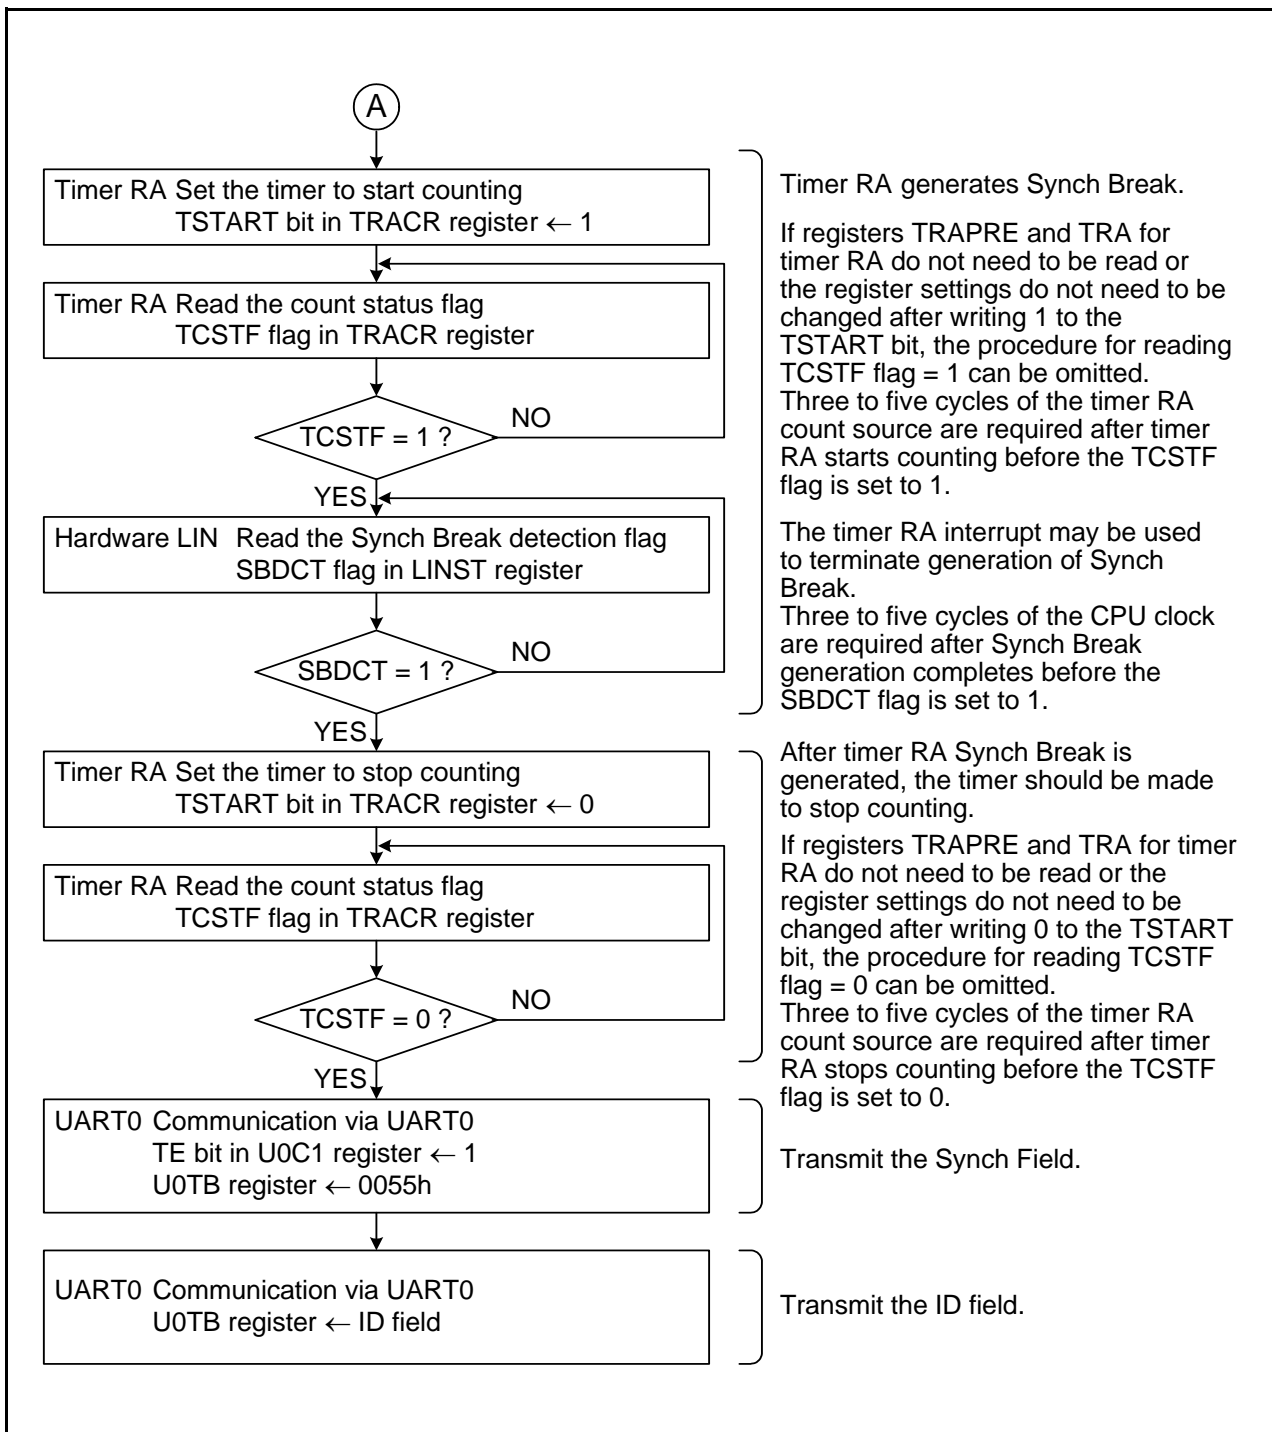 A
Timer RA Set the timer to start counting
TSTART bit in TRACR register ← 1
Timer RA Read the count status flag
TCSTF flag in TRACR register
TCSTF = 1 ?
NO
YES
Hardware LIN Read the Synch Break detection flag
SBDCT flag in LINST register
SBDCT = 1 ?
NO
YES
Timer RA generates Synch Break.
If registers TRAPRE and TRA for
timer RA do not need to be read or
the register settings do not need to be
changed after writing 1 to the
TSTART bit, the procedure for reading
TCSTF flag = 1 can be omitted.
Three to five cycles of the timer RA
count source are required after timer
RA starts counting before the TCSTF
flag is set to 1.
The timer RA interrupt may be used
to terminate generation of Synch
Break.
Three to five cycles of the CPU clock
are required after Synch Break
generation completes before the
SBDCT flag is set to 1.
Timer RA Set the timer to stop counting
TSTART bit in TRACR register ← 0
Timer RA Read the count status flag
TCSTF flag in TRACR register
TCSTF = 0 ?
NO
YES
After timer RA Synch Break is
generated, the timer should be made
to stop counting.
If registers TRAPRE and TRA for timer
RA do not need to be read or the
register settings do not need to be
changed after writing 0 to the TSTART
bit, the procedure for reading TCSTF
flag = 0 can be omitted.
Three to five cycles of the timer RA
count source are required after timer
RA stops counting before the TCSTF
flag is set to 0.
UART0 Communication via UART0
TE bit in U0C1 register ← 1
U0TB register ← 0055h
Transmit the Synch Field.
UART0 Communication via UART0
U0TB register ← ID field
Transmit the ID field.